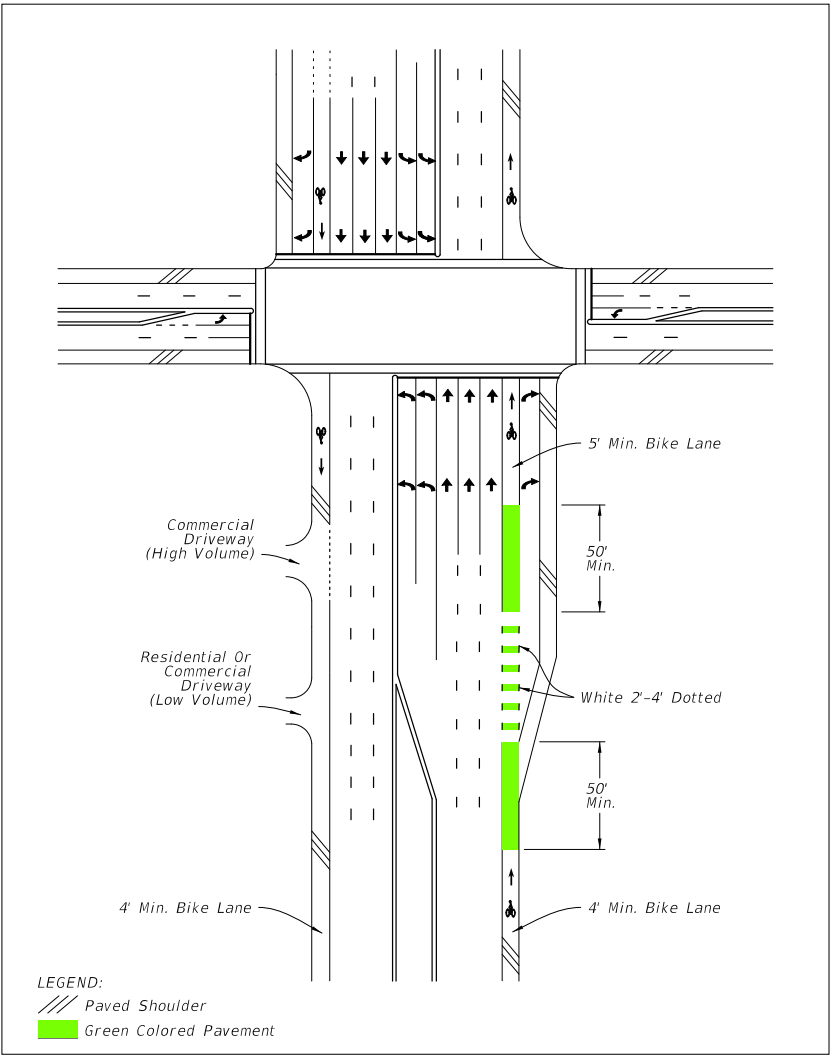 5' Min. Bike Lane
Commercial
Driveway
(High Volume)
50'
Min.
Residential Or
Commercial
Driveway
(Low Volume)
White 2'-4' Dotted
50'
Min.
4' Min. Bike Lane
4' Min. Bike Lane
LEGEND:
Paved Shoulder
Green Colored Pavement